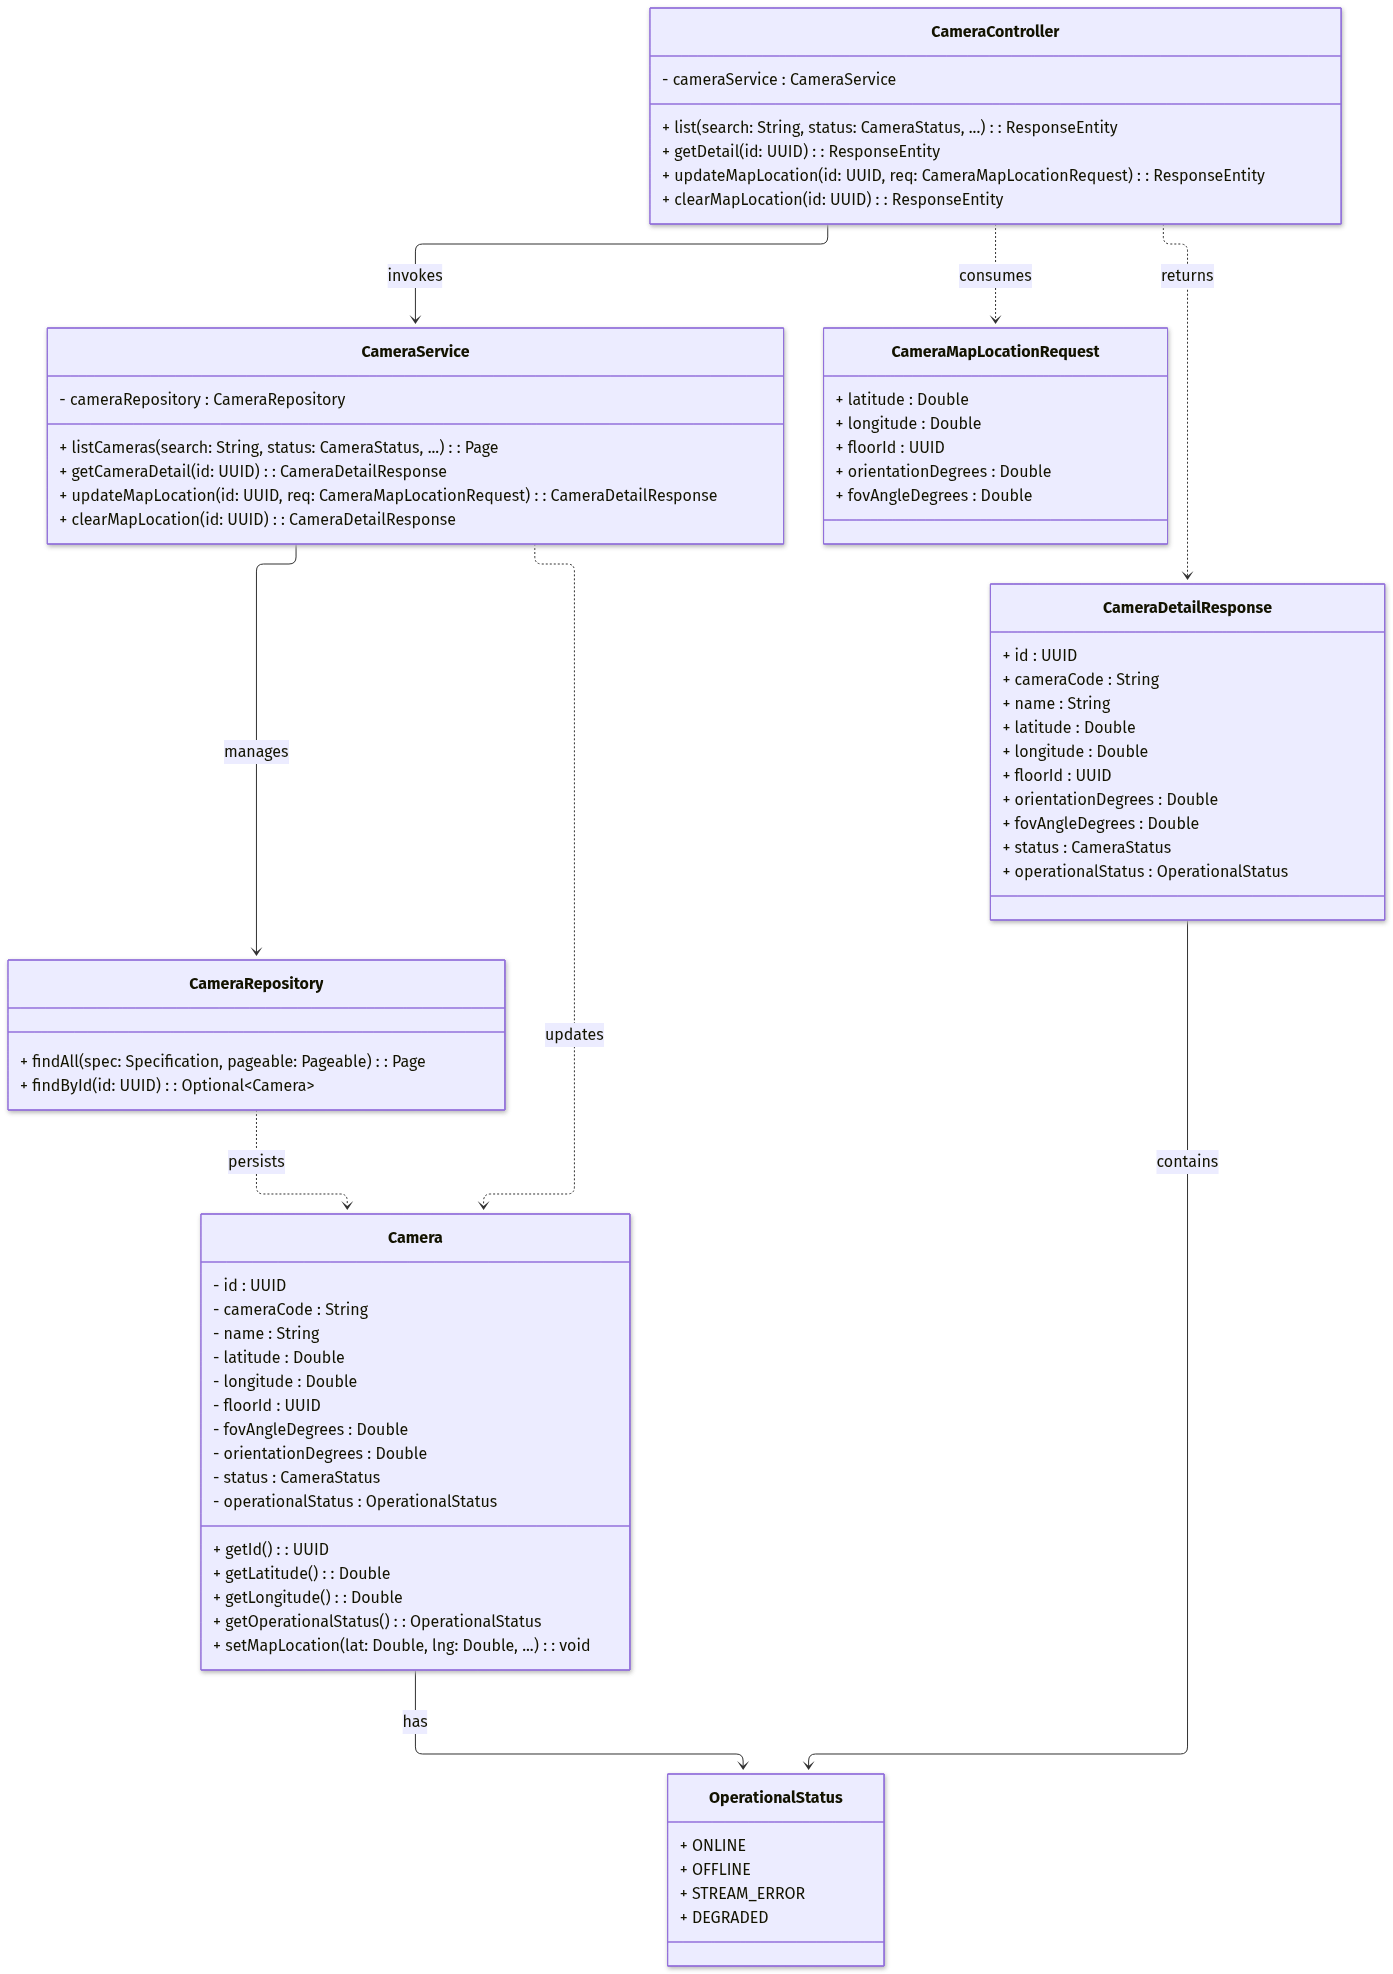 CameraController
- cameraService : CameraService
+ list(search: String, status: CameraStatus, ...) : : ResponseEntity
+ getDetail(id: UUID) : : ResponseEntity
+ updateMapLocation(id: UUID, req: CameraMapLocationRequest) : : ResponseEntity
+ clearMapLocation(id: UUID) : : ResponseEntity
invokes
consumes
returns
CameraService
- cameraRepository : CameraRepository
+ listCameras(search: String, status: CameraStatus, ...) : : Page
+ getCameraDetail(id: UUID) : : CameraDetailResponse
+ updateMapLocation(id: UUID, req: CameraMapLocationRequest) : : CameraDetailResponse
+ clearMapLocation(id: UUID) : : CameraDetailResponse
CameraMapLocationRequest
+ latitude : Double
+ longitude : Double
+ floorId : UUID
+ orientationDegrees : Double
+ fovAngleDegrees : Double
CameraDetailResponse
+ id : UUID
+ cameraCode : String
+ name : String
+ latitude : Double
+ longitude : Double
+ floorId : UUID
+ orientationDegrees : Double
+ fovAngleDegrees : Double
+ status : CameraStatus
+ operationalStatus : OperationalStatus
manages
CameraRepository
+ findAll(spec: Specification, pageable: Pageable) : : Page
+ findById(id: UUID) : : Optional<Camera>
updates
persists
contains
Camera
- id : UUID
- cameraCode : String
- name : String
- latitude : Double
- longitude : Double
- floorId : UUID
- fovAngleDegrees : Double
- orientationDegrees : Double
- status : CameraStatus
- operationalStatus : OperationalStatus
+ getId() : : UUID
+ getLatitude() : : Double
+ getLongitude() : : Double
+ getOperationalStatus() : : OperationalStatus
+ setMapLocation(lat: Double, lng: Double, ...) : : void
has
OperationalStatus
+ ONLINE
+ OFFLINE
+ STREAM_ERROR
+ DEGRADED